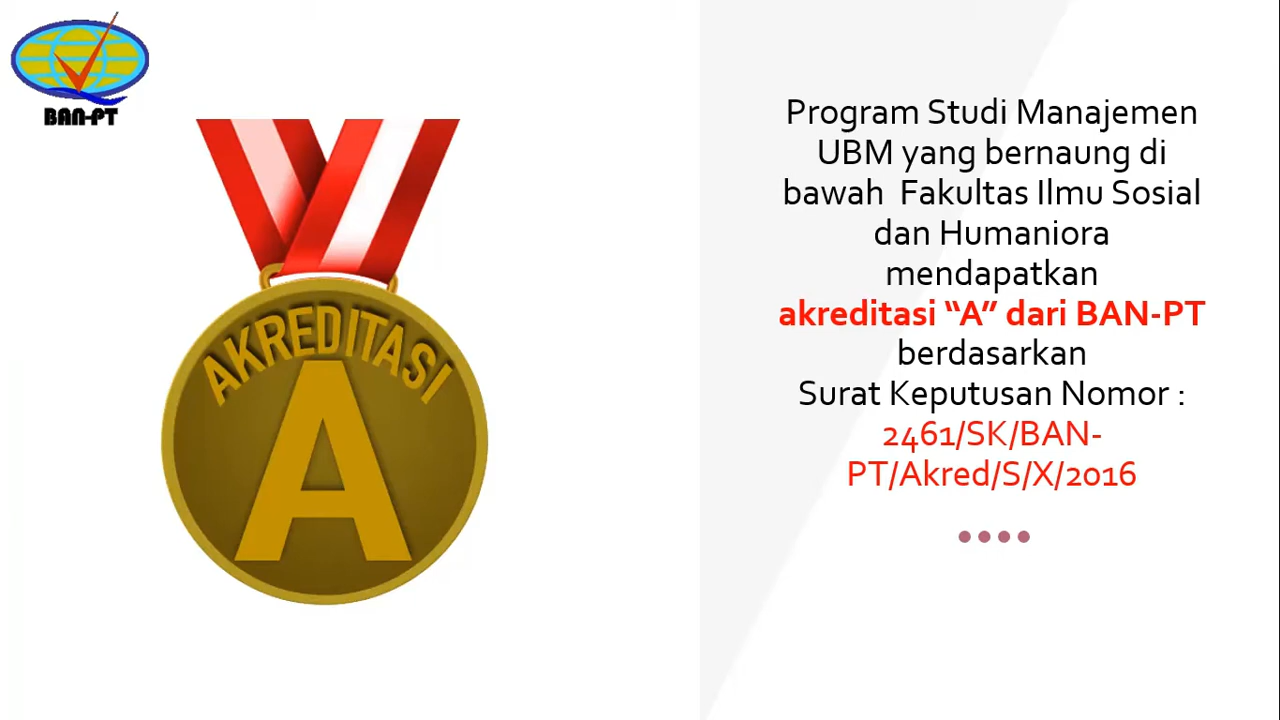 BAN-PT
AKREDITASI
A
Program Studi Manajemen
UBM yang bernaung di
bawah Fakultas Ilmu Sosial
dan Humaniora
mendapatkan
akreditasi “A” dari BAN-PT
berdasarkan
Surat Keputusan Nomor :
2461/SK/BAN-
PT/Akred/S/X/2016